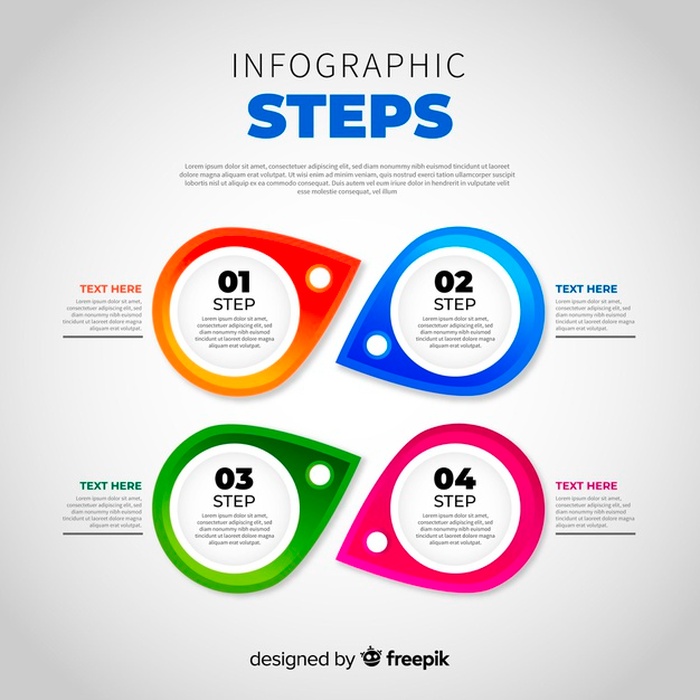 INFOGRAPHIC
STEPS
Lorem ipsum dolor sit amet, consectetuer adipiscing elit, sed diam nonummy nibh euismod tincidunt ut laoreet
dolore magna aliquam erat volutpat. Ut wisi enim ad minim veniam, quis nostrud exerci tation ullamcorper suscipit
lobortis nisl ut aliquip ex ea commodo consequat. Duis autem vel eum iriure dolor in hendrerit in vulputate velit
esse molestie consequat, vel illum
TEXT HERE
Lorem ipsum dolor sit amet,
consectetuer adipiscing elit, sed
diam nonummy nibh euismod
tincidunt ut laoreet dolore magna
aliquam erat volutpat.
01
STEP
Lorem ipsum dolor sit amet,
consectetuer adipiscing elit, sed
diam nonummy nibh euismod
tincidunt ut laoreet dolore magna
aliquam erat volutpat.
02
STEP
Lorem ipsum dolor sit amet,
consectetuer adipiscing elit, sed
diam nonummy nibh euismod
tincidunt ut laoreet dolore magna
aliquam erat volutpat.
TEXT HERE
Lorem ipsum dolor sit amet,
consectetuer adipiscing elit, sed
diam nonummy nibh euismod
tincidunt ut laoreet dolore magna
aliquam erat volutpat.
TEXT HERE
Lorem ipsum dolor sit amet,
consectetuer adipiscing elit, sed
diam nonummy nibh euismod
tincidunt ut laoreet dolore magna
aliquam erat volutpat.
03
STEP
Lorem ipsum dolor sit amet,
consectetuer adipiscing elit, sed
diam nonummy nibh euismod
tincidunt ut laoreet dolore magna
aliquam erat volutpat.
04
STEP
Lorem ipsum dolor sit amet,
consectetuer adipiscing elit, sed
diam nonummy nibh euismod
tincidunt ut laoreet dolore magna
aliquam erat volutpat.
TEXT HERE
Lorem ipsum dolor sit amet,
consectetuer adipiscing elit, sed
diam nonummy nibh euismod
tincidunt ut laoreet dolore magna
aliquam erat volutpat.
designed by freepik